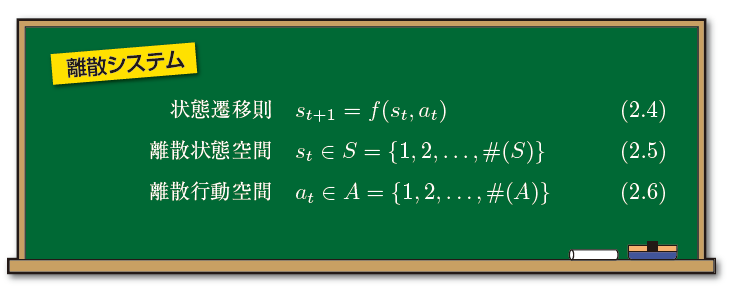 離散システム
状態遷移則 s_{t+1} = f(s_t, a_t) (2.4)
離散状態空間 s_t ∈ S = {1, 2, . . . , #(S)} (2.5)
離散行動空間 a_t ∈ A = {1, 2, . . . , #(A)} (2.6)